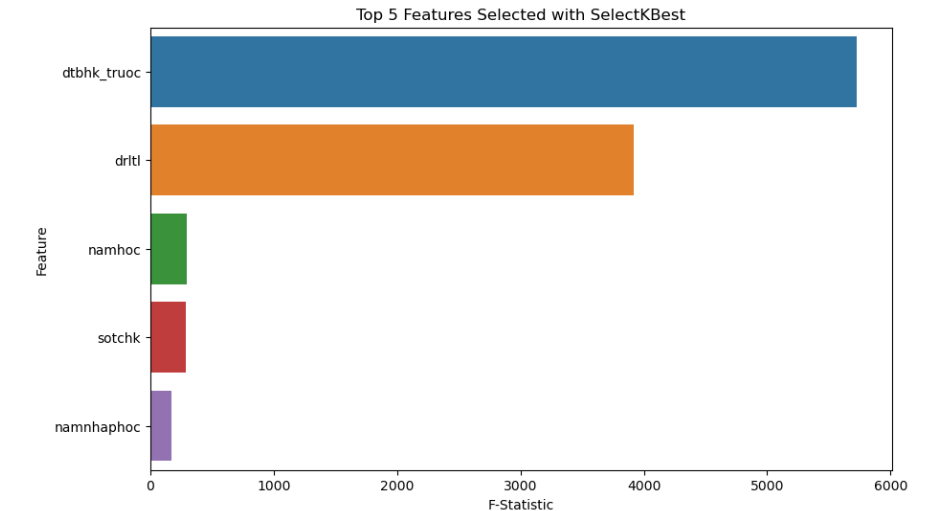 Top 5 Features Selected with SelectKBest
Feature
dtbhk_truoc
drltl
namhoc
sotchk
namnhaphoc
0 1000 2000 3000 4000 5000 6000
F-Statistic